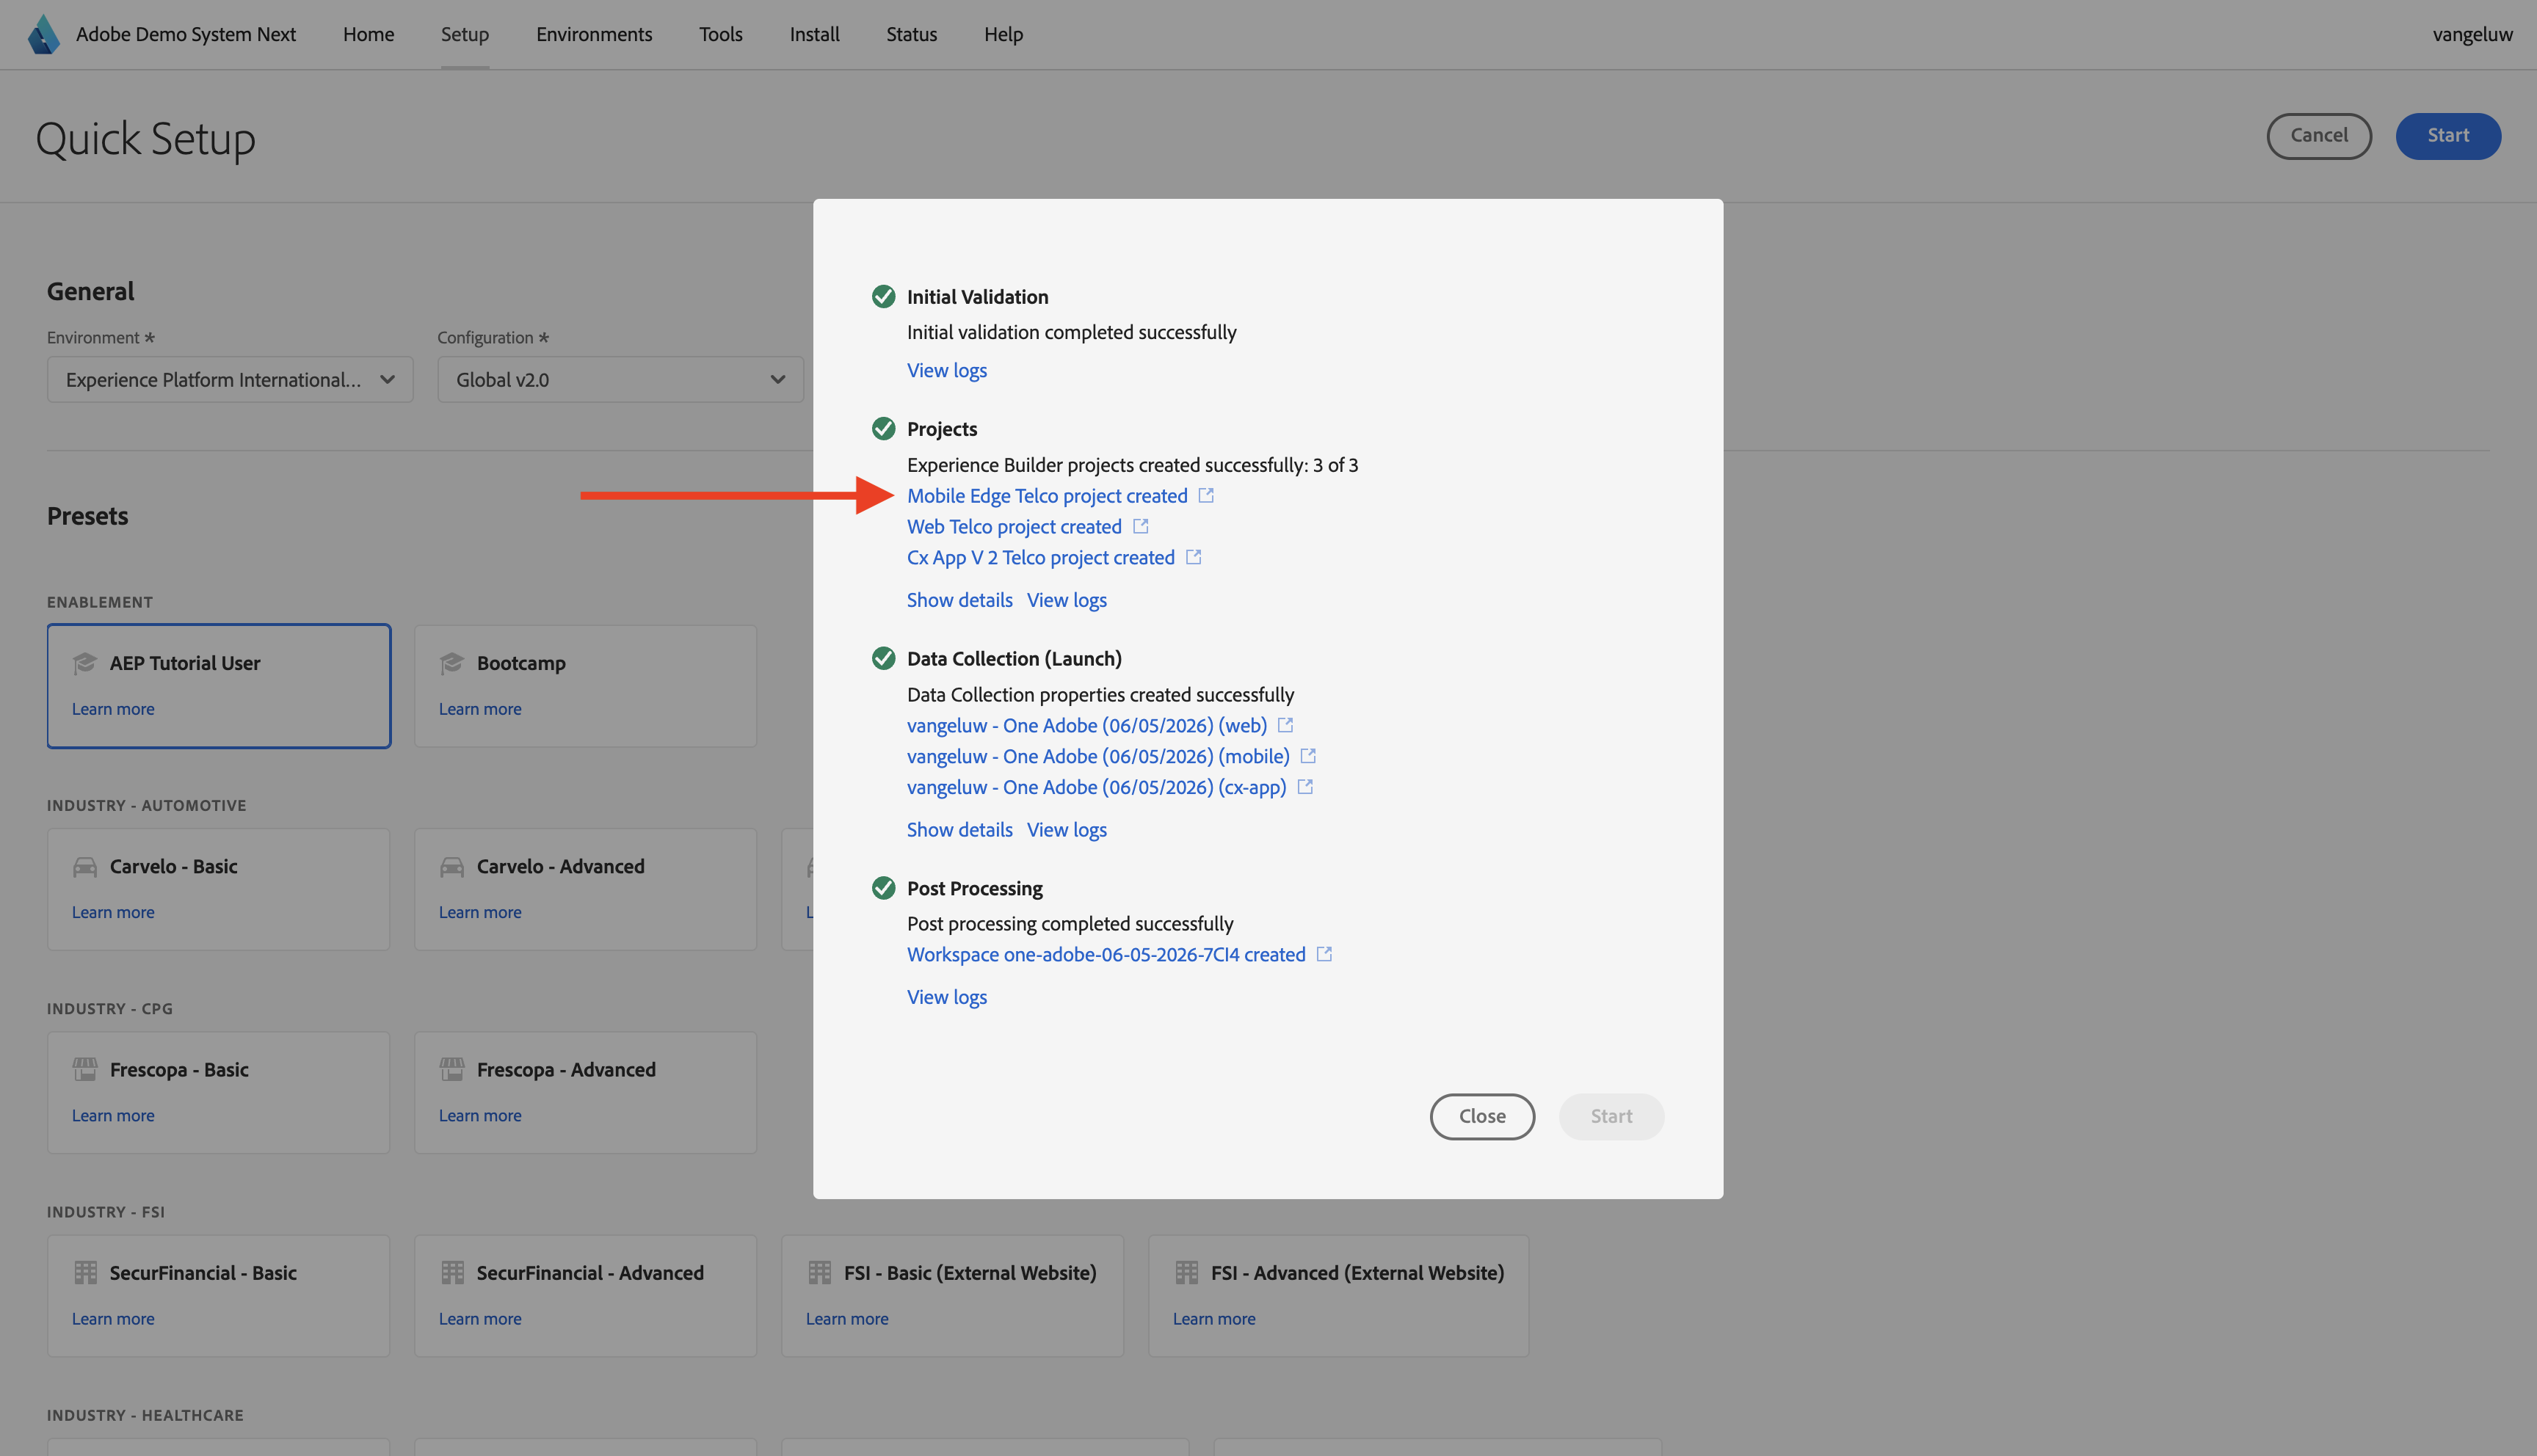 Adobe Demo System Next
Home
Setup
Environments
Tools
Install
Status
Help
vangeluw
Quick Setup
Cancel
Start
General
Environment *
Configuration *
Experience Platform International...
Global v2.0
Presets
ENABLEMENT
AEP Tutorial User
Learn more
Bootcamp
Learn more
INDUSTRY - AUTOMOTIVE
Carvelo - Basic
Learn more
Carvelo - Advanced
Learn more
INDUSTRY - CPG
Frescopa - Basic
Learn more
Frescopa - Advanced
Learn more
INDUSTRY - FSI
SecurFinancial - Basic
Learn more
SecurFinancial - Advanced
Learn more
FSI - Basic (External Website)
Learn more
FSI - Advanced (External Website)
Learn more
INDUSTRY - HEALTHCARE
Initial Validation
Initial validation completed successfully
View logs
Projects
Experience Builder projects created successfully: 3 of 3
Mobile Edge Telco project created
Web Telco project created
Cx App V 2 Telco project created
Show details View logs
Data Collection (Launch)
Data Collection properties created successfully
vangeluw - One Adobe (06/05/2026) (web)
vangeluw - One Adobe (06/05/2026) (mobile)
vangeluw - One Adobe (06/05/2026) (cx-app)
Show details View logs
Post Processing
Post processing completed successfully
Workspace one-adobe-06-05-2026-7CI4 created
View logs
Close
Start